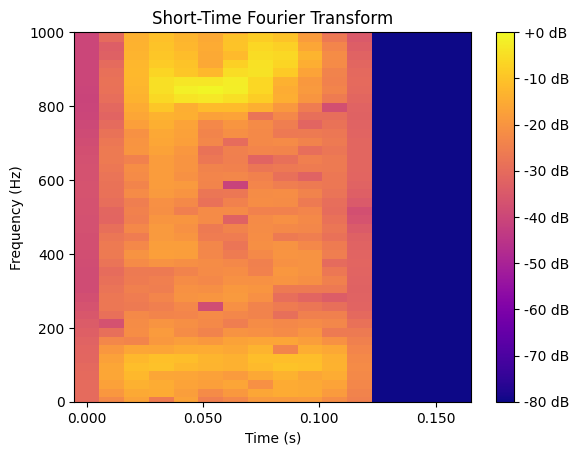 Short-Time Fourier Transform
Frequency (Hz)
1000
800
600
400
200
0
0.000
0.050
0.100
0.150
Time (s)
+0 dB
-10 dB
-20 dB
-30 dB
-40 dB
-50 dB
-60 dB
-70 dB
-80 dB